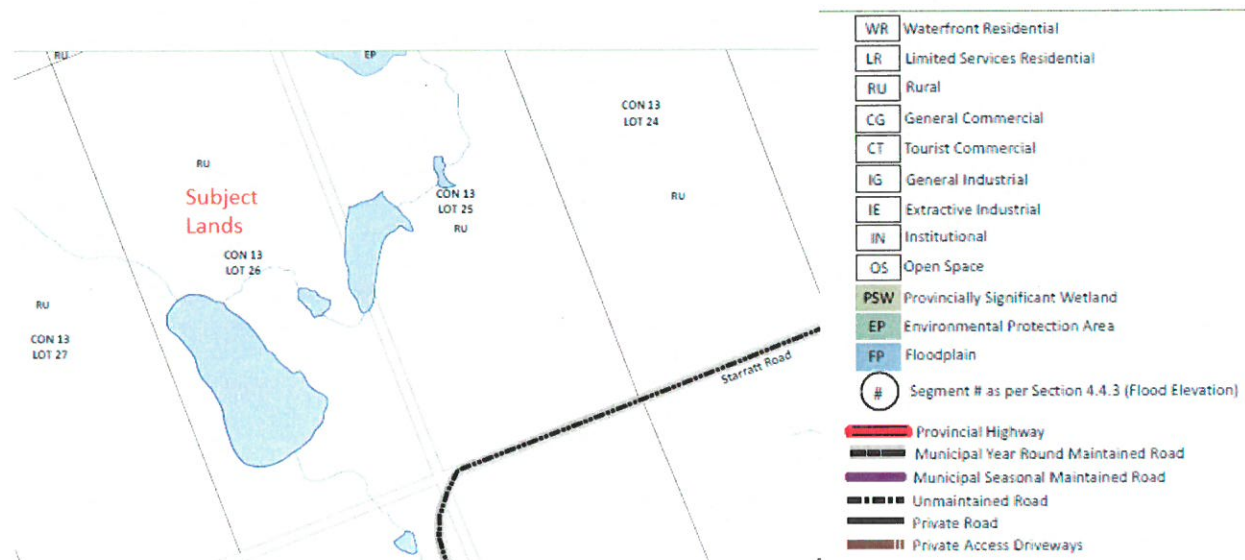 RU
EP
CON 13
LOT 24
RU
Subject
Lands
CON 13
LOT 25
RU
RU
CON 13
LOT 26
RU
CON 13
LOT 27
Starratt Road
WR Waterfront Residential
LR Limited Services Residential
RU Rural
CG General Commercial
CT Tourist Commercial
IG General Industrial
IE Extractive Industrial
IN Institutional
OS Open Space
PSW Provincially Significant Wetland
EP Environmental Protection Area
FP Floodplain
# Segment # as per Section 4.4.3 (Flood Elevation)
Provincial Highway
Municipal Year Round Maintained Road
Municipal Seasonal Maintained Road
Unmaintained Road
Private Road
Private Access Driveways